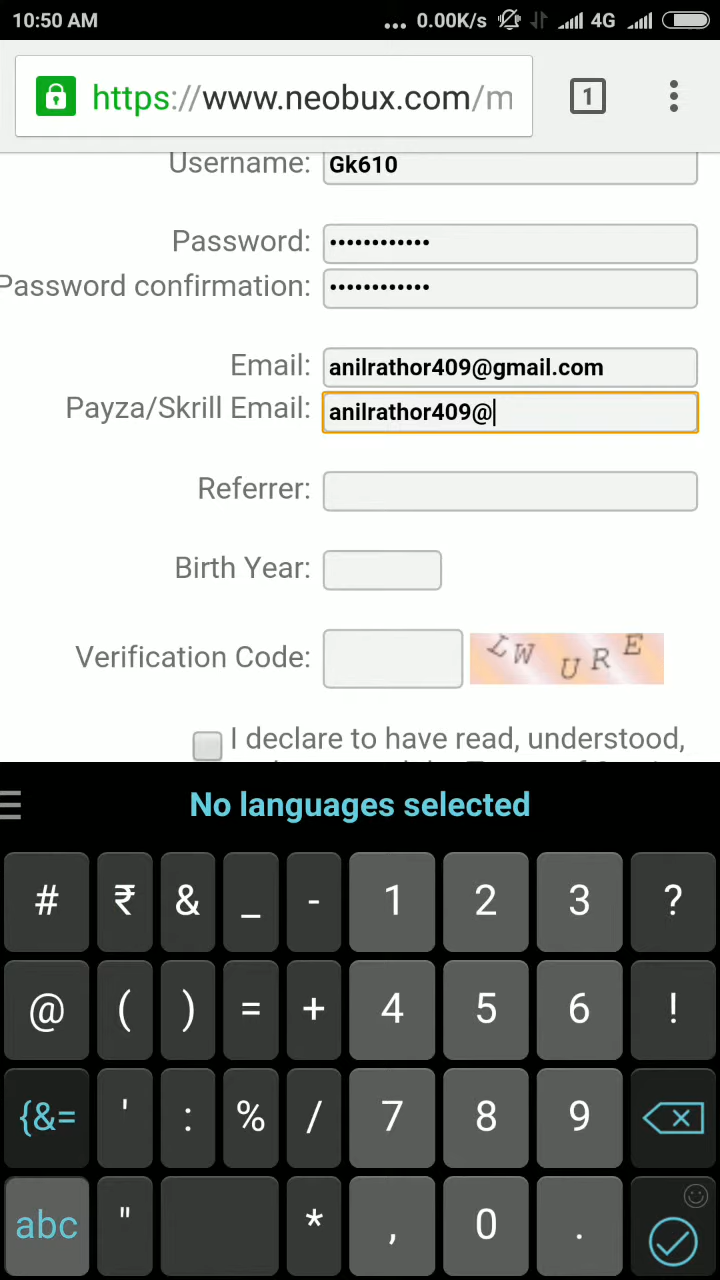 10:50 AM ... 0.00K/s 4G
https://www.neobux.com/m 1
Username: Gk610
Password: ••••••••••••
Password confirmation: ••••••••••••
Email: anilrathor409@gmail.com
Payza/Skrill Email: anilrathor409@
Referrer:
Birth Year:
Verification Code: LWURE
I declare to have read, understood,
No languages selected
# ₹ & _ - 1 2 3 ?
@ ( ) = + 4 5 6 !
{&= ' : % / 7 8 9
abc " * , 0 .